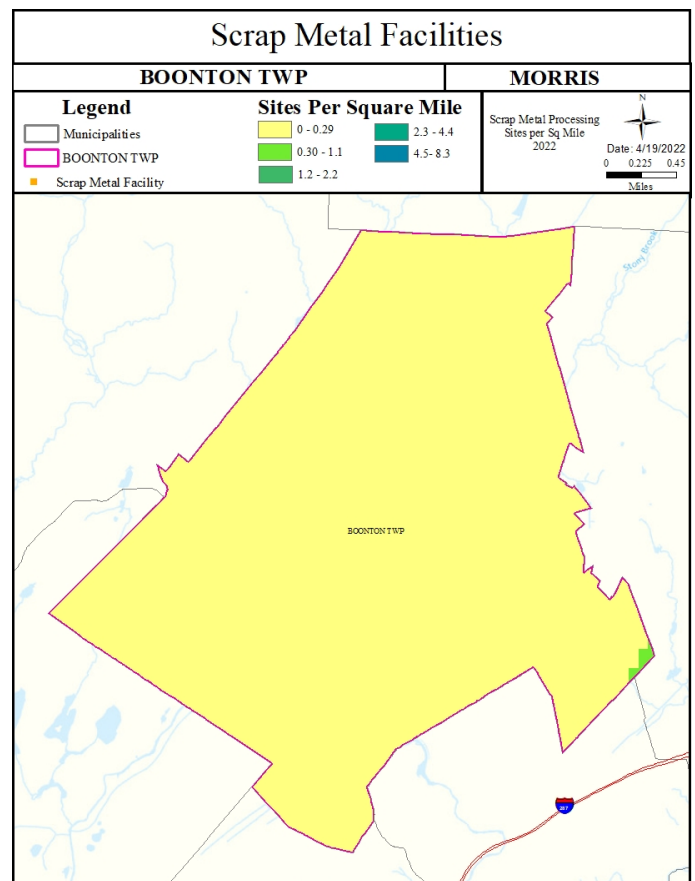 Scrap Metal Facilities
BOONTON TWP
MORRIS
Legend
Municipalities
BOONTON TWP
Scrap Metal Facility
Sites Per Square Mile
0 - 0.29
0.30 - 1.1
1.2 - 2.2
2.3 - 4.4
4.5- 8.3
Scrap Metal Processing
Sites per Sq Mile
2022
N
Date: 4/19/2022
0 0.225 0.45
Miles
Stony Brook
BOONTON TWP
287